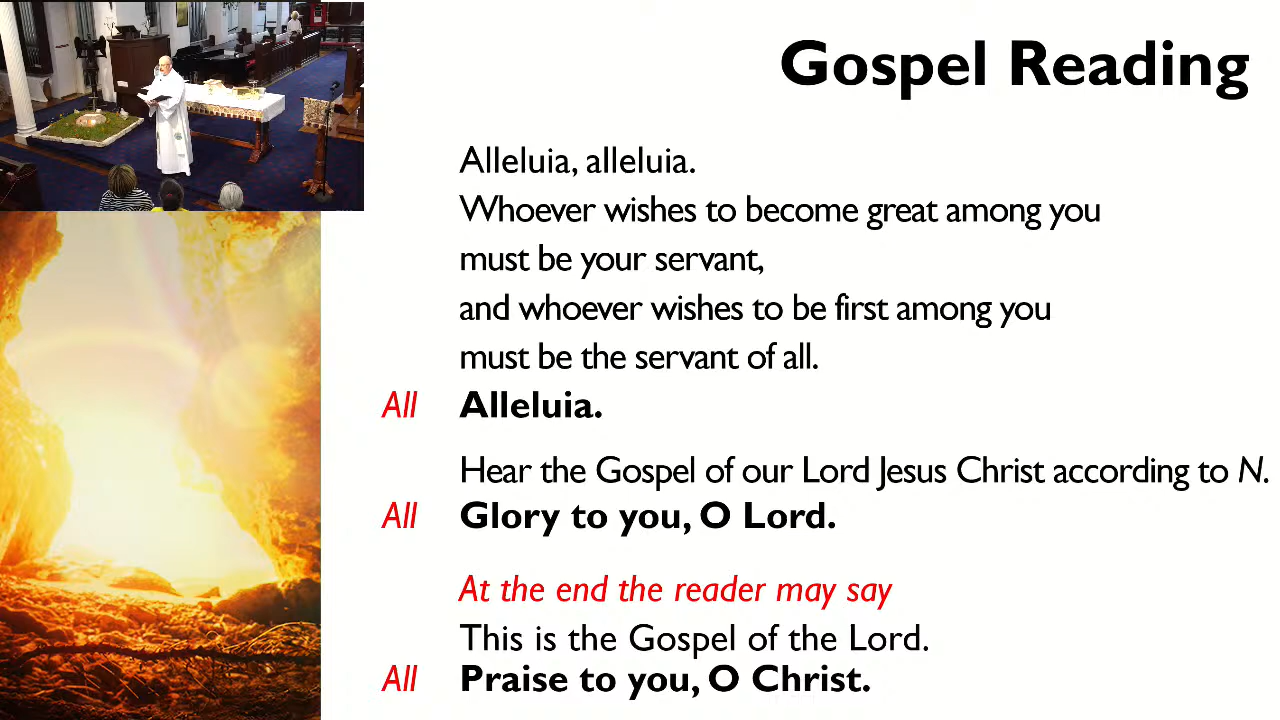 Gospel Reading
Alleluia, alleluia.
Whoever wishes to become great among you
must be your servant,
and whoever wishes to be first among you
must be the servant of all.
All Alleluia.
Hear the Gospel of our Lord Jesus Christ according to N.
All Glory to you, O Lord.
At the end the reader may say
This is the Gospel of the Lord.
All Praise to you, O Christ.